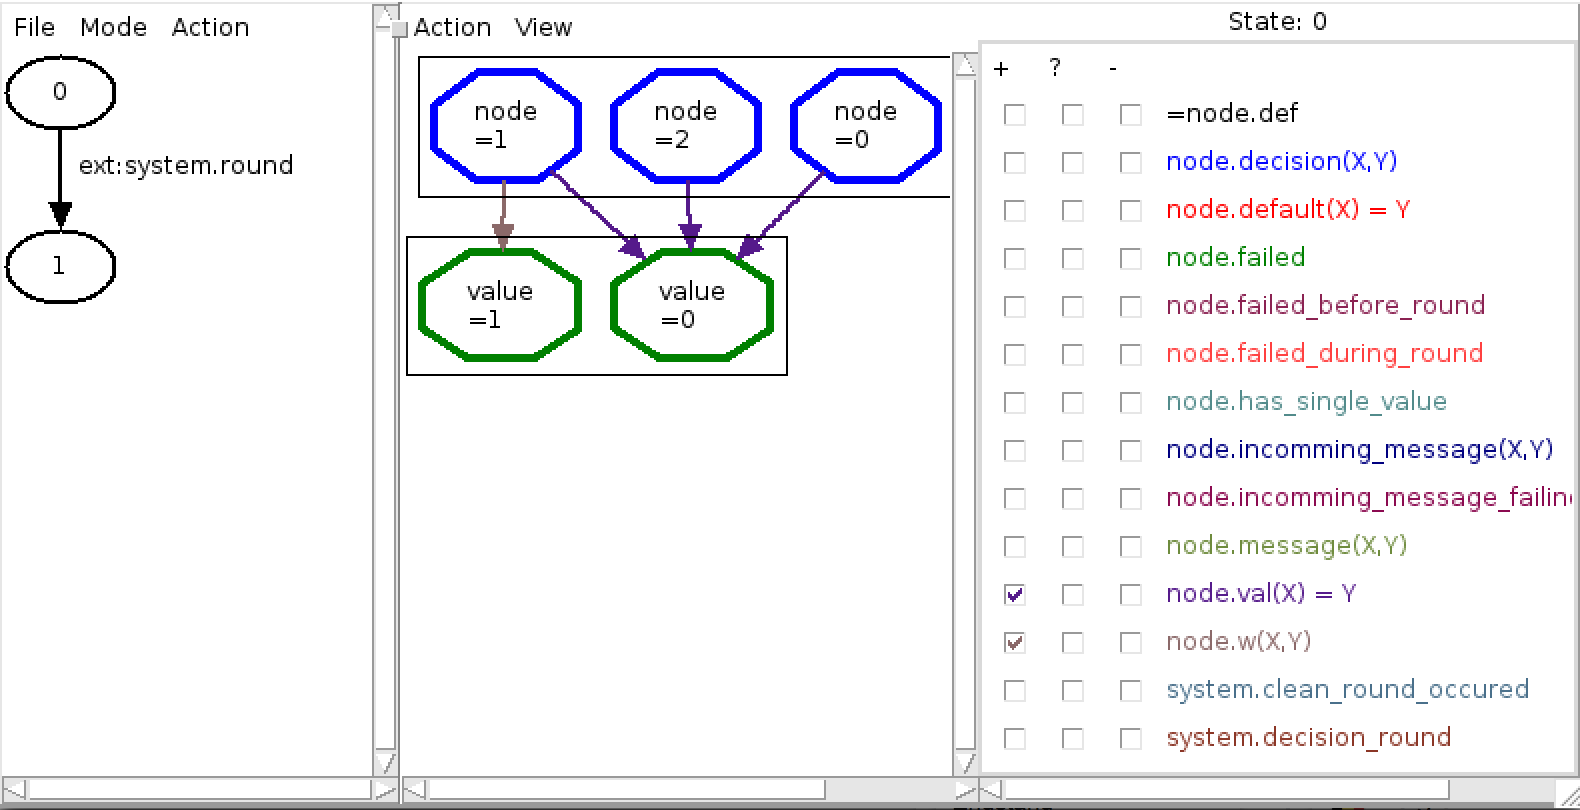 File Mode Action
0
ext:system.round
1
Action View
node
=1
node
=2
node
=0
value
=1
value
=0
State: 0
+ ? -
=node.def
node.decision(X,Y)
node.default(X) = Y
node.failed
node.failed_before_round
node.failed_during_round
node.has_single_value
node.incomming_message(X,Y)
node.incomming_message_failin
node.message(X,Y)
node.val(X) = Y
node.w(X,Y)
system.clean_round_occured
system.decision_round